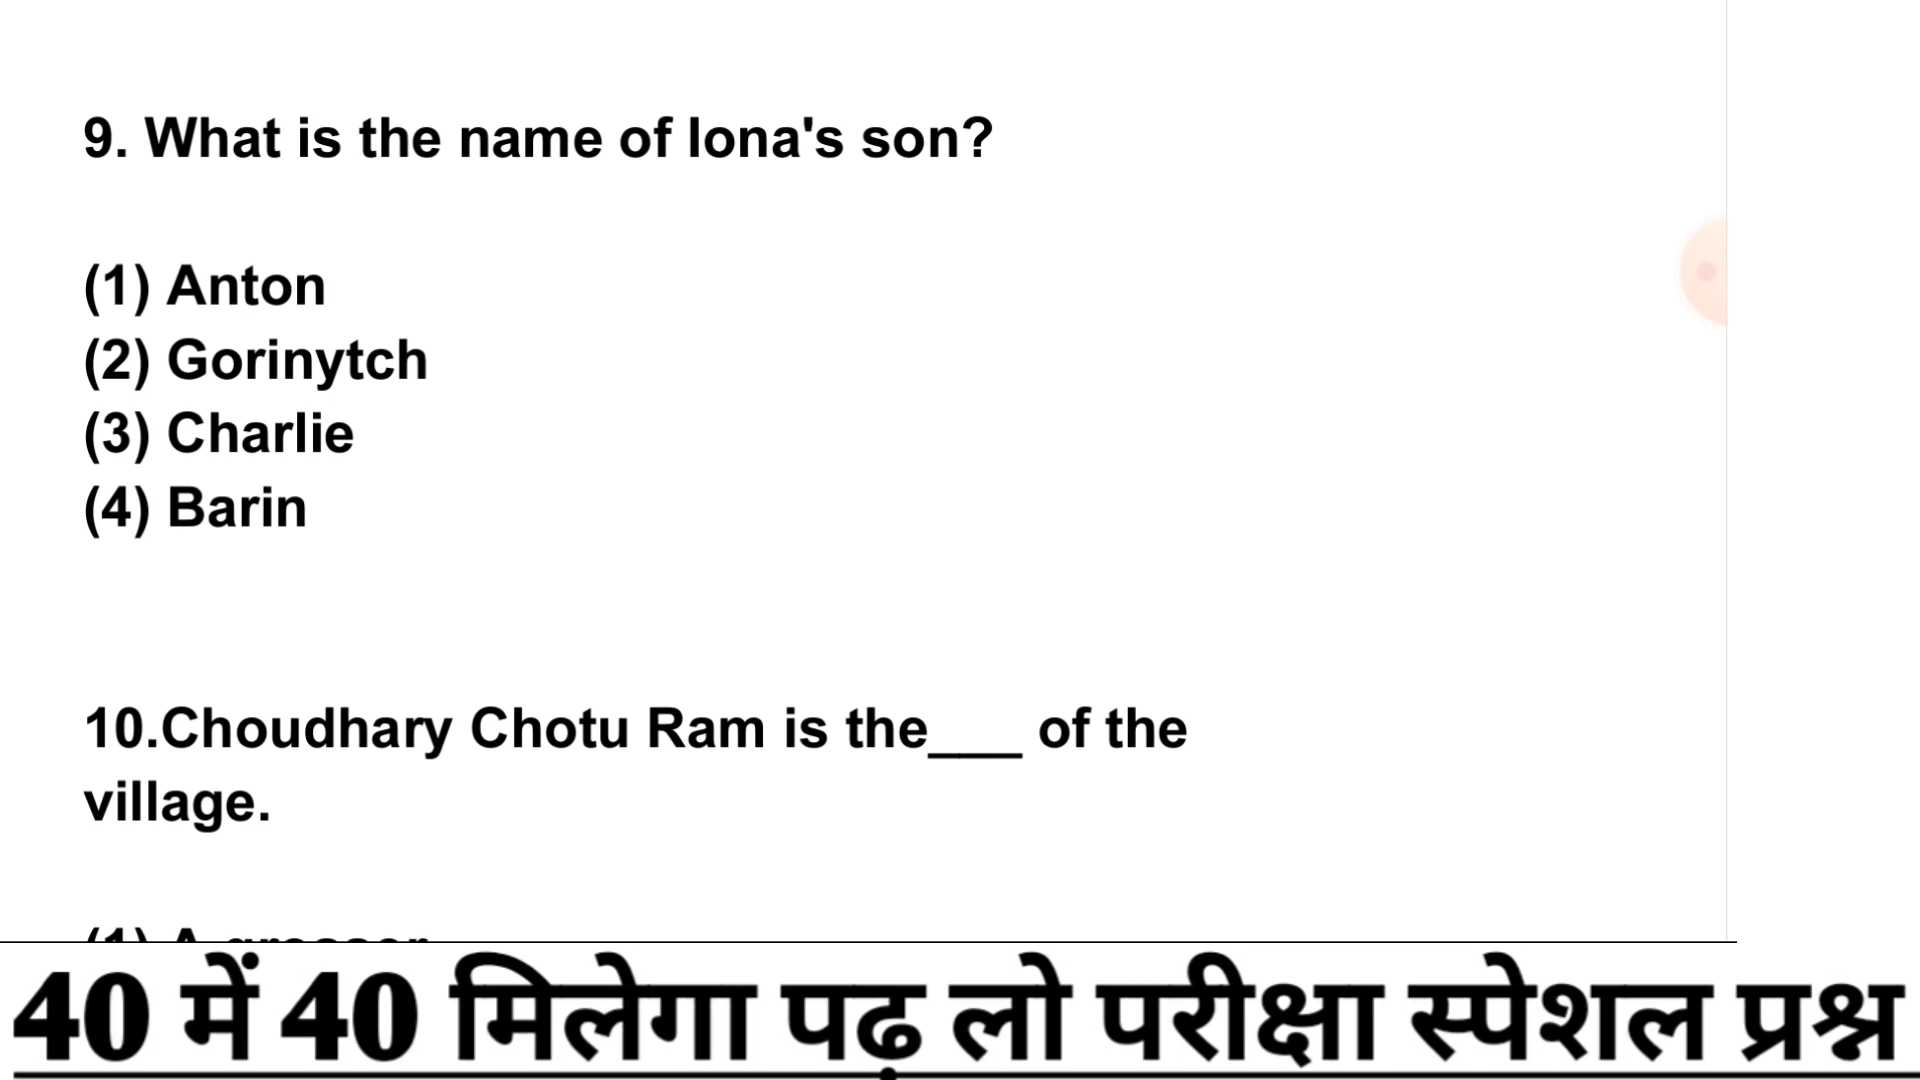 9. What is the name of Iona's son?
(1) Anton
(2) Gorinytch
(3) Charlie
(4) Barin
10.Choudhary Chotu Ram is the___ of the
village.
(1) A
40 में 40 मिलेगा पढ़ लो परीक्षा स्पेशल प्रश्न